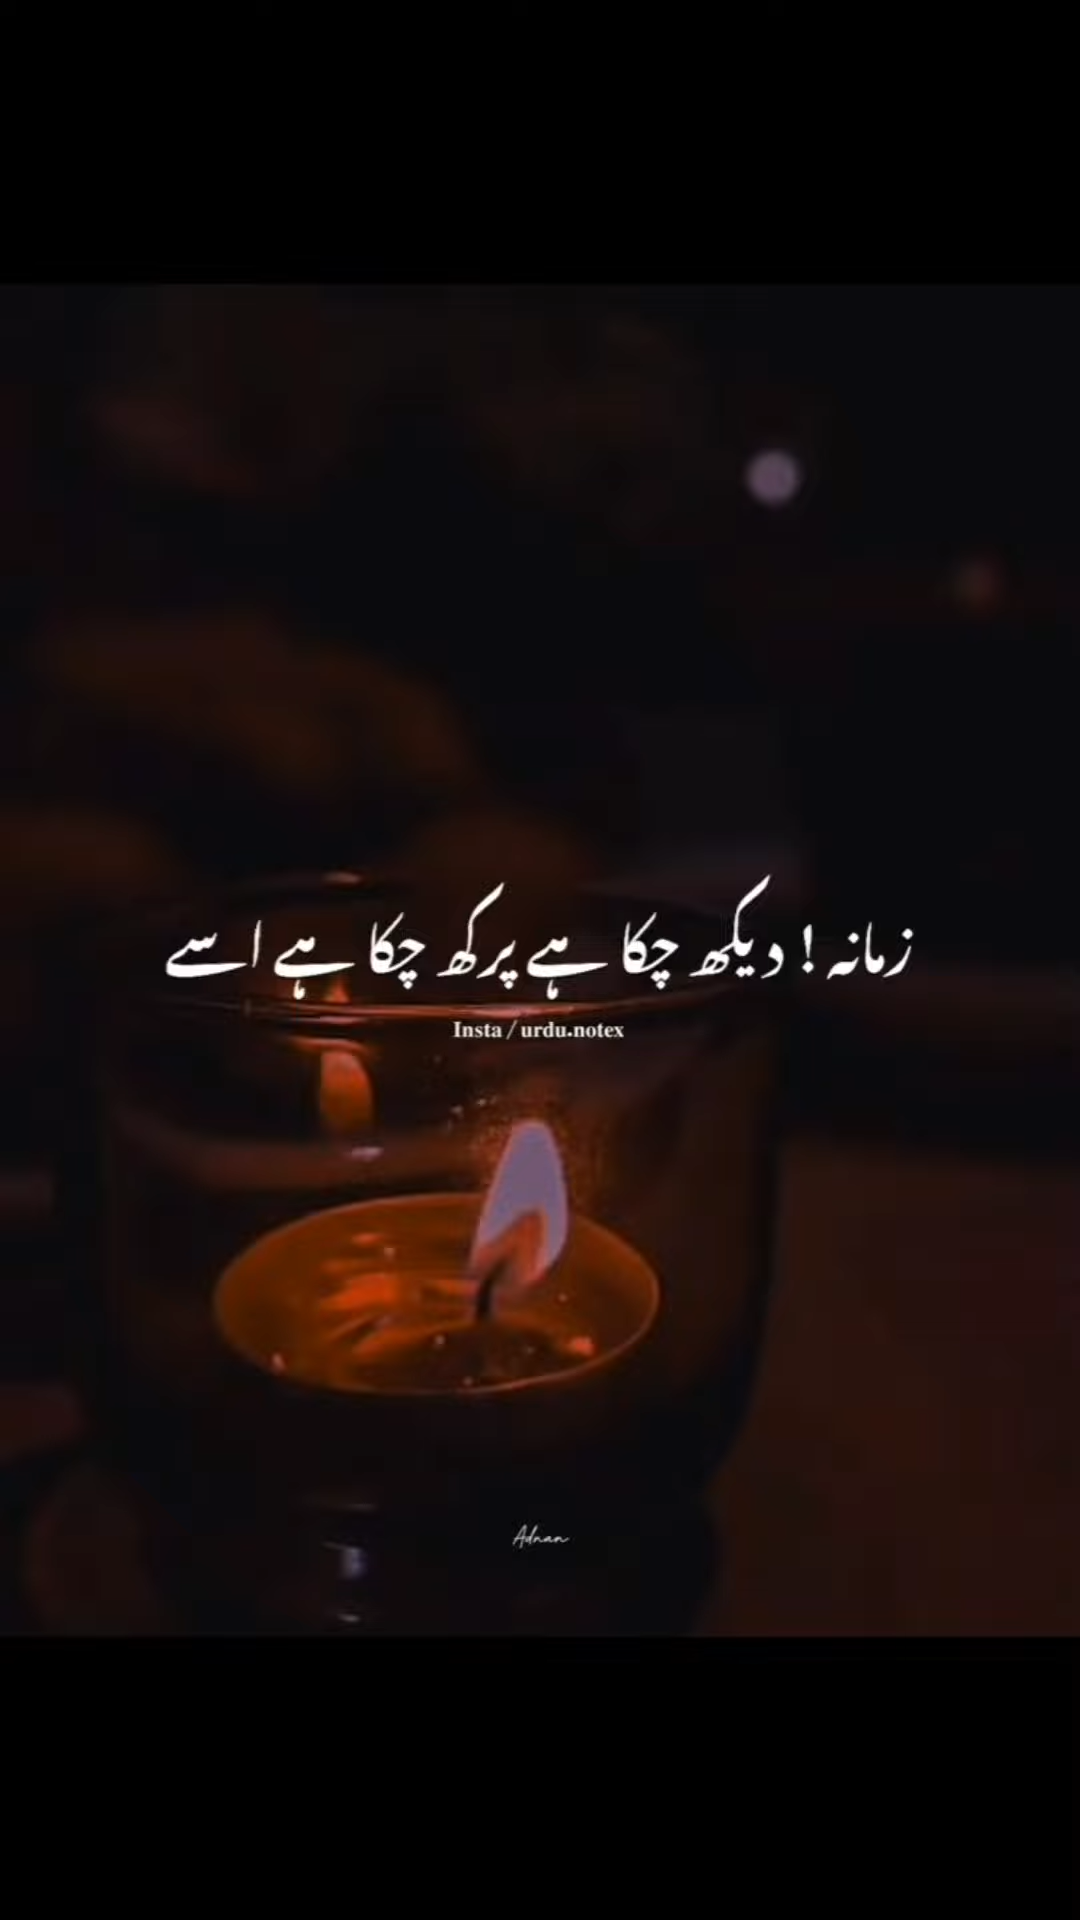 زمانہ ! دیکھ چکا ہے پرکھ چکا ہے اسے
Insta / urdu.notex
Adnan